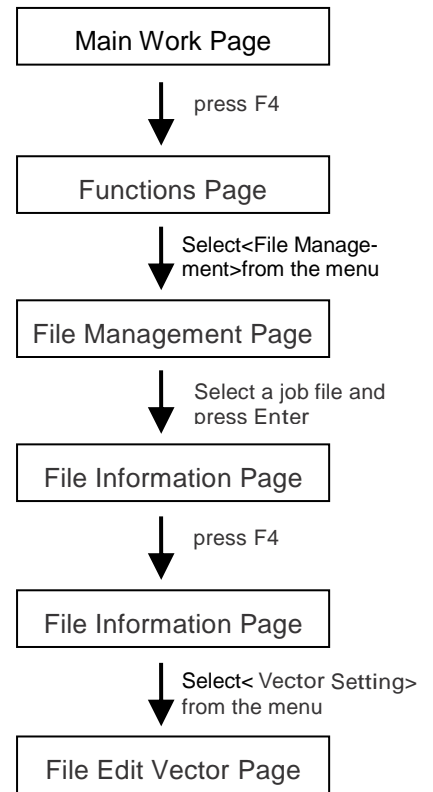 Main Work Page
press F4
Functions Page
Select<File Manage-
ment>from the menu
File Management Page
Select a job file and
press Enter
File Information Page
press F4
File Information Page
Select< Vector Setting>
from the menu
File Edit Vector Page